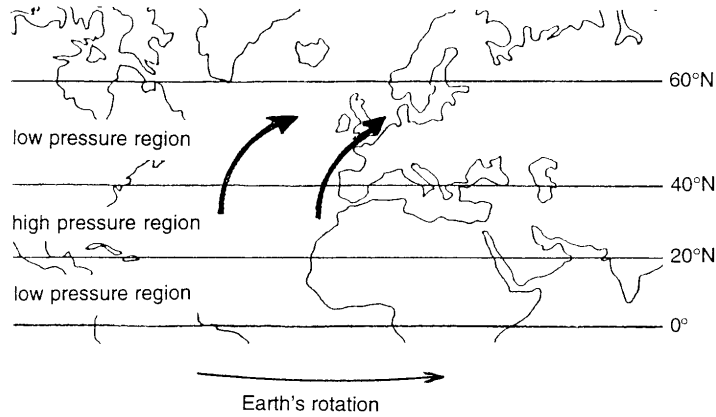 60°N
low pressure region
40°N
high pressure region
20°N
low pressure region
0°
Earth's rotation